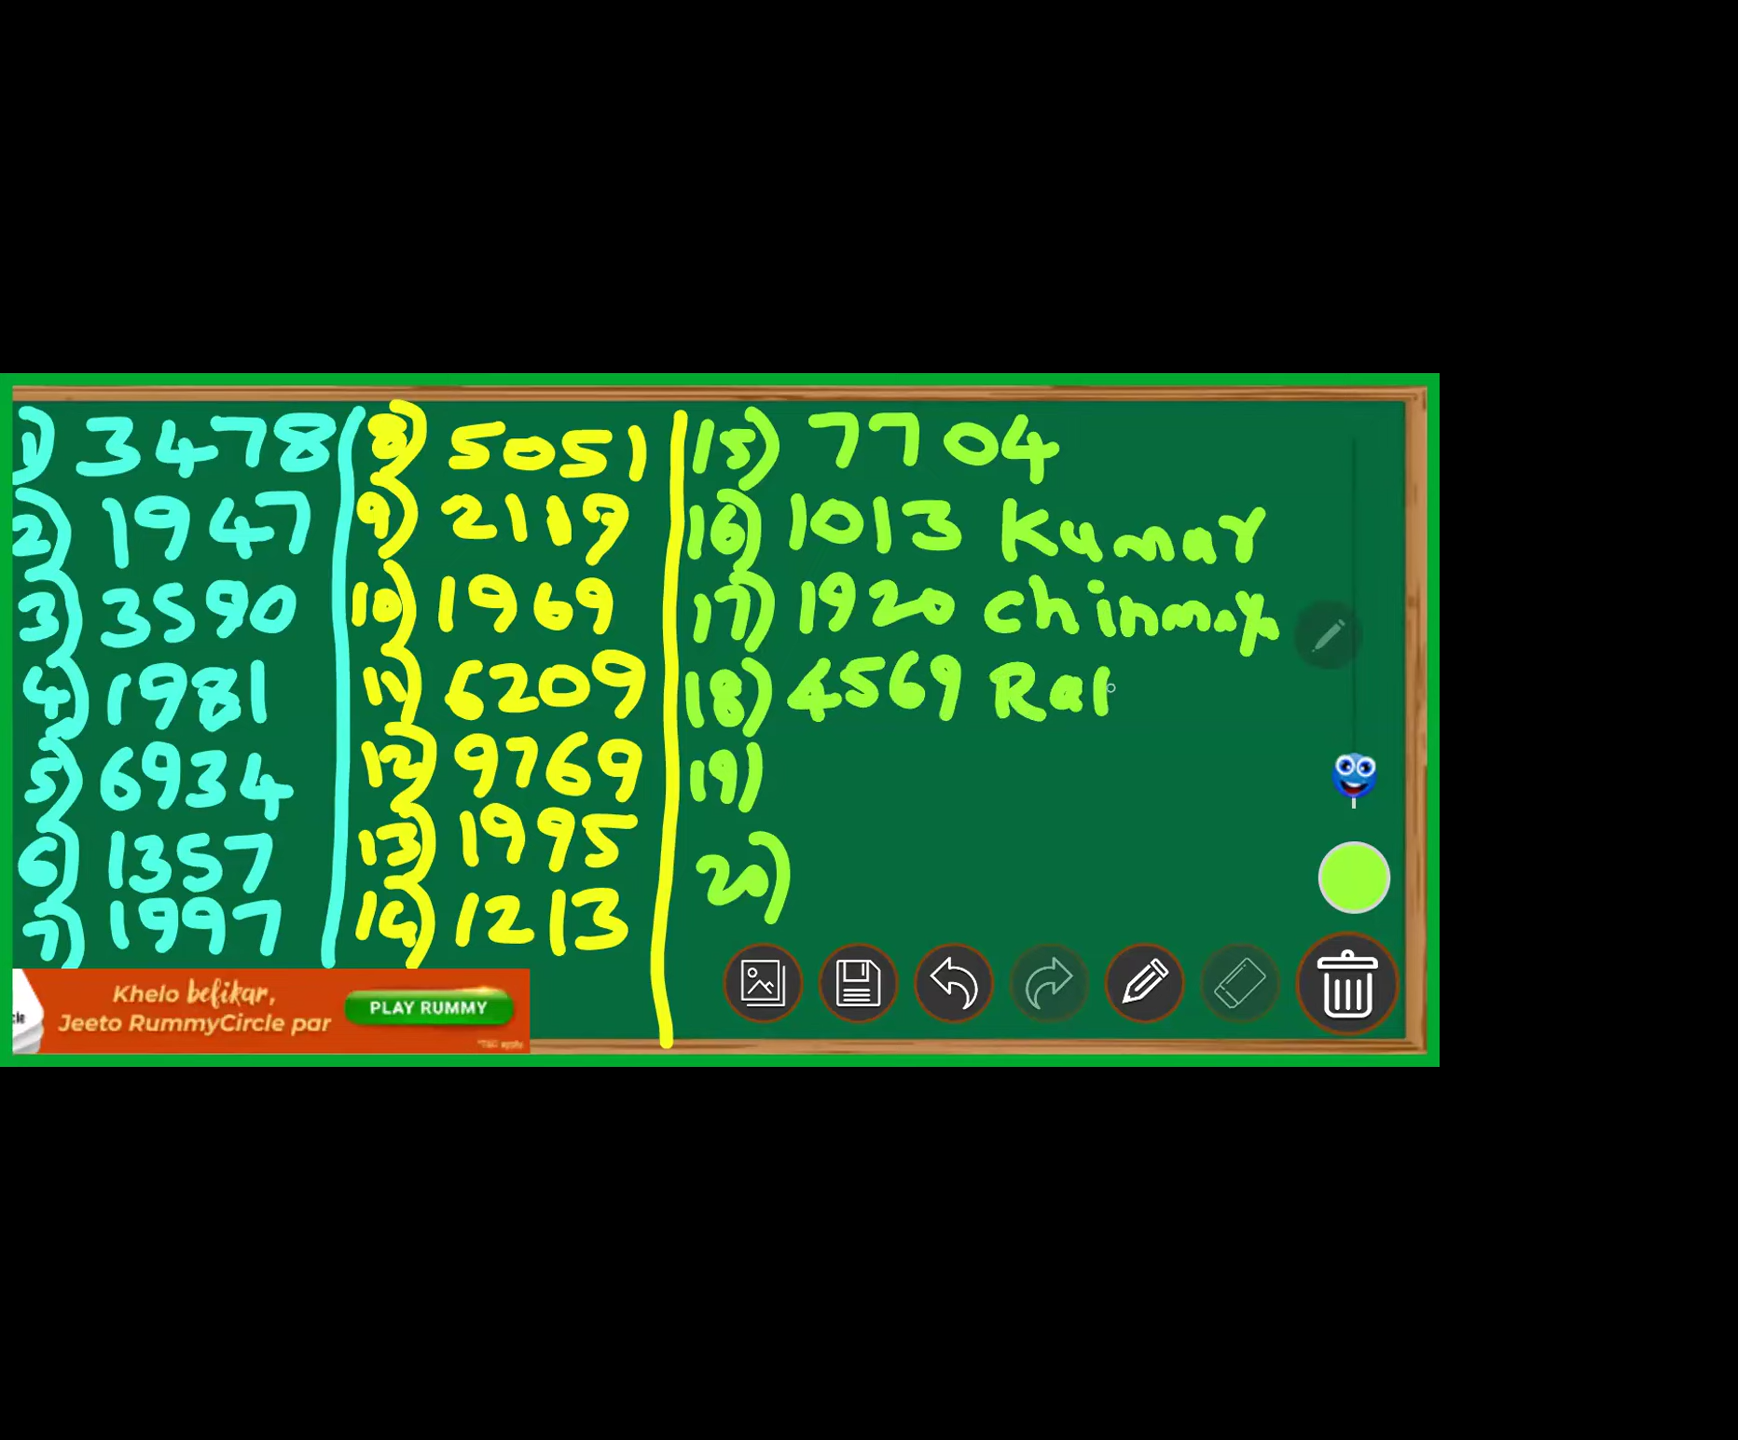 1) 3478
2) 1947
3) 3590
4) 1981
5) 6934
6) 1357
7) 1997
8) 5051
9) 2119
10) 1969
11) 6209
12) 9769
13) 1995
14) 1213
15) 7704
16) 1013 Kumar
17) 1920 Chinmay
18) 4569 Ral
19)
20)
Khelo befikar,
Jeeto RummyCircle par
PLAY RUMMY
*T&C apply